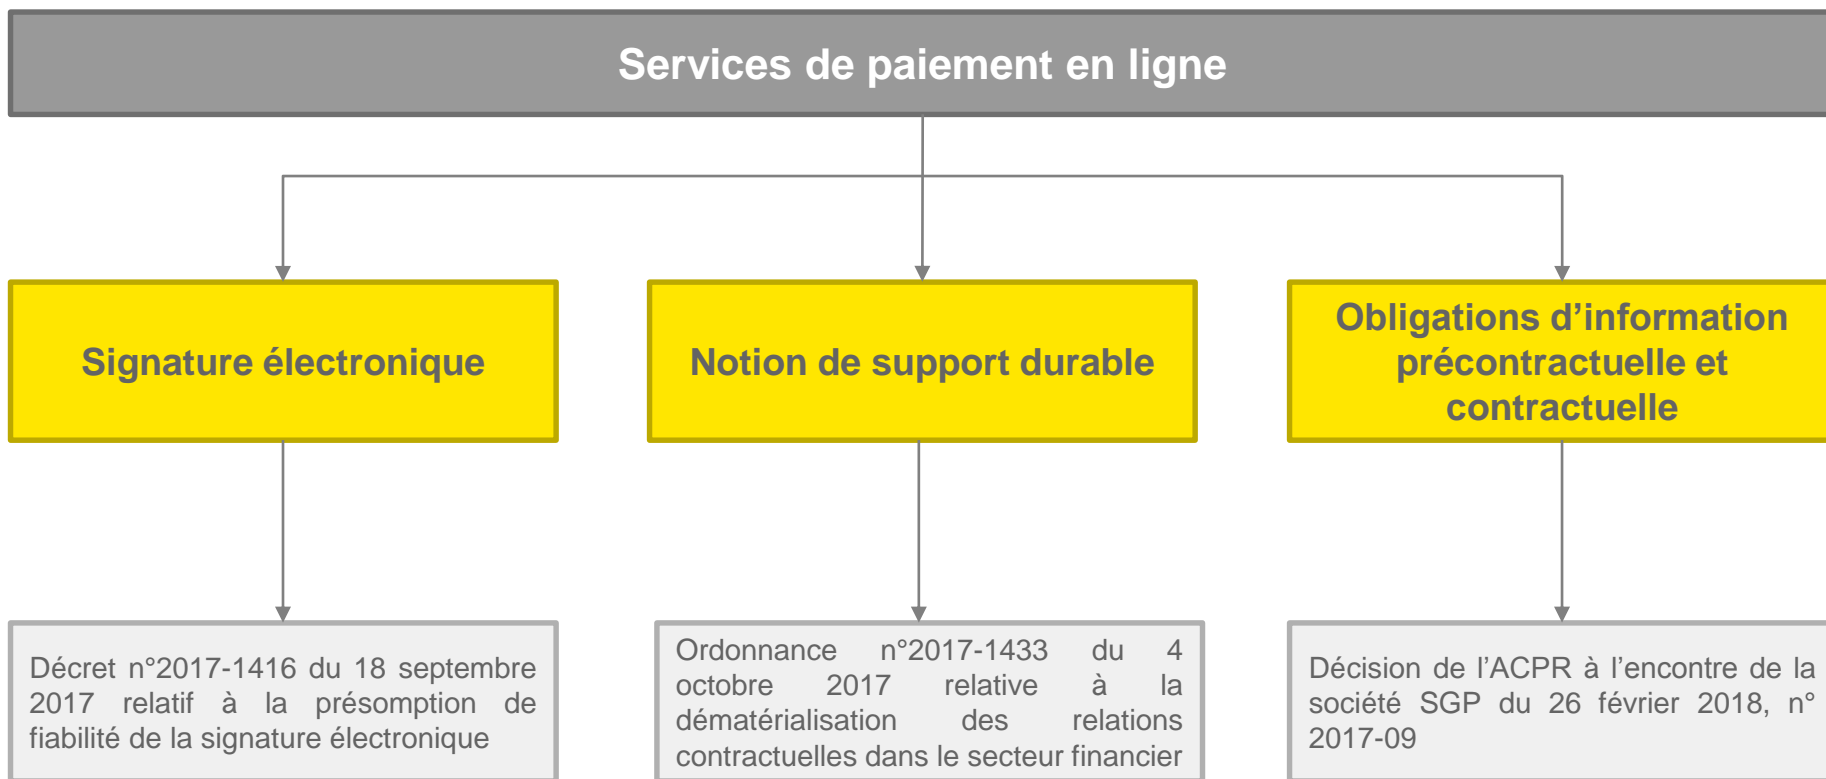 Services de paiement en ligne
Signature électronique
Notion de support durable
Obligations d’information
précontractuelle et
contractuelle
Décret n°2017-1416 du 18 septembre
2017 relatif à la présomption de
fiabilité de la signature électronique
Ordonnance n°2017-1433 du 4
octobre 2017 relative à la
dématérialisation des relations
contractuelles dans le secteur financier
Décision de l’ACPR à l’encontre de la
société SGP du 26 février 2018, n°
2017-09